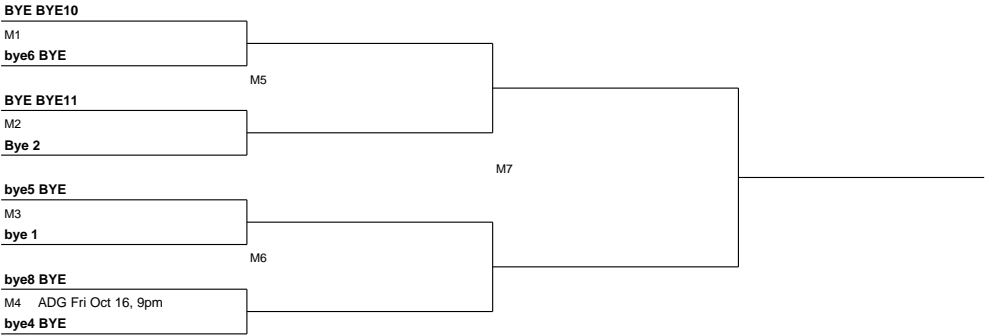 BYE BYE10
M1
bye6 BYE
M5
BYE BYE11
M2
Bye 2
M7
bye5 BYE
M3
bye 1
M6
bye8 BYE
M4 ADG Fri Oct 16, 9pm
bye4 BYE